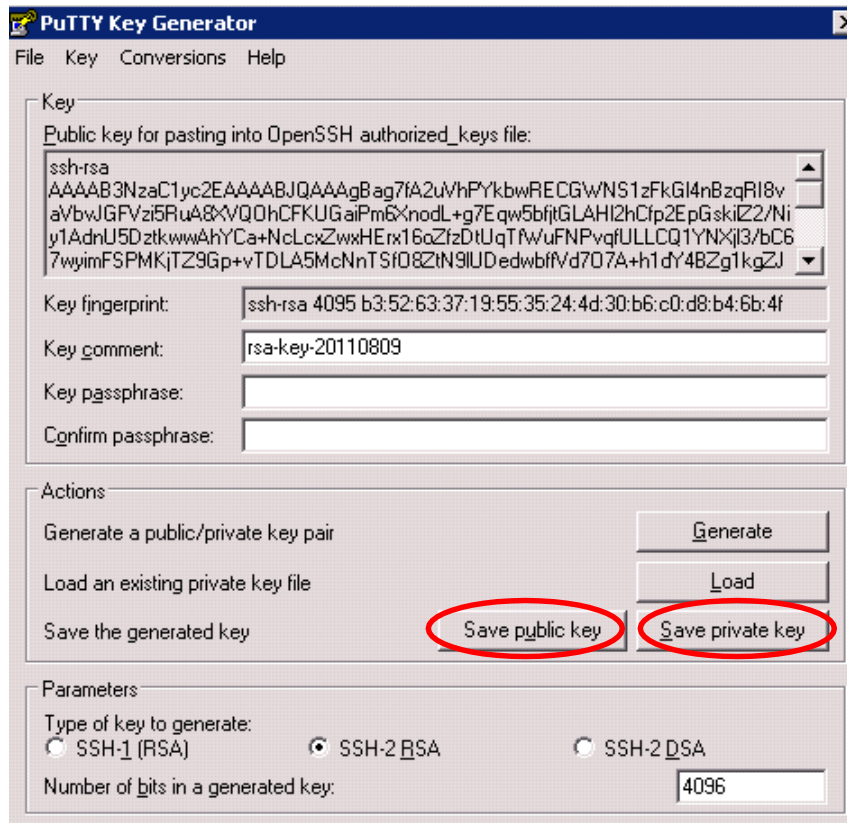 PuTTY Key Generator
File Key Conversions Help
Key
Public key for pasting into OpenSSH authorized_keys file:
ssh-rsa
AAAAB3NzaC1yc2EAAAABJQAAAgBag7fA2uVhPYkbwRECGWNS1zFkGl4nBzqRI8v
aVbwJGFVzi5RuA8XVQOhCFKUGaiPm6XnodL+g7Eqw5bfjtGLAHl2hCfp2EpGskiIZ2/Ni
y1AdnU5DztkwwAhYCa+NcLcxZwxHErx16oZfzDtUqTfWuFNPvqfULLCQ1YNXjl3/bC6
7wyimFSPMKjTZ9Gp+vTDLA5McNnTSfO8ZtN9lUDedwbffVd7O7A+h1dY4BZg1kgZJ
Key fingerprint: ssh-rsa 4095 b3:52:63:37:19:55:35:24:4d:30:b6:c0:d8:b4:6b:4f
Key comment: rsa-key-20110809
Key passphrase:
Confirm passphrase:
Actions
Generate a public/private key pair Generate
Load an existing private key file Load
Save the generated key Save public key Save private key
Parameters
Type of key to generate:
SSH-1 (RSA) SSH-2 RSA SSH-2 DSA
Number of bits in a generated key: 4096